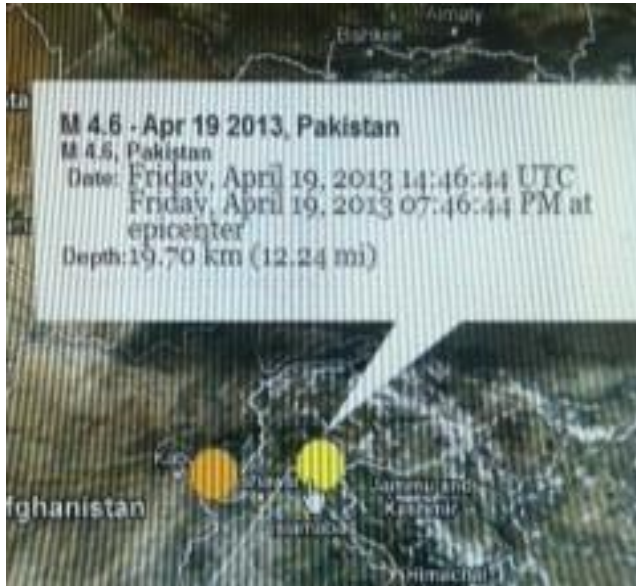 Almaty
Bishkek
M 4.6 - Apr 19 2013, Pakistan
M 4.6, Pakistan
Date: Friday, April 19, 2013 14:46:44 UTC
Friday, April 19, 2013 07:46:44 PM at
epicenter
Depth:19.70 km (12.24 mi)
Jammu and
Kashmir
fghanistan
Himachal